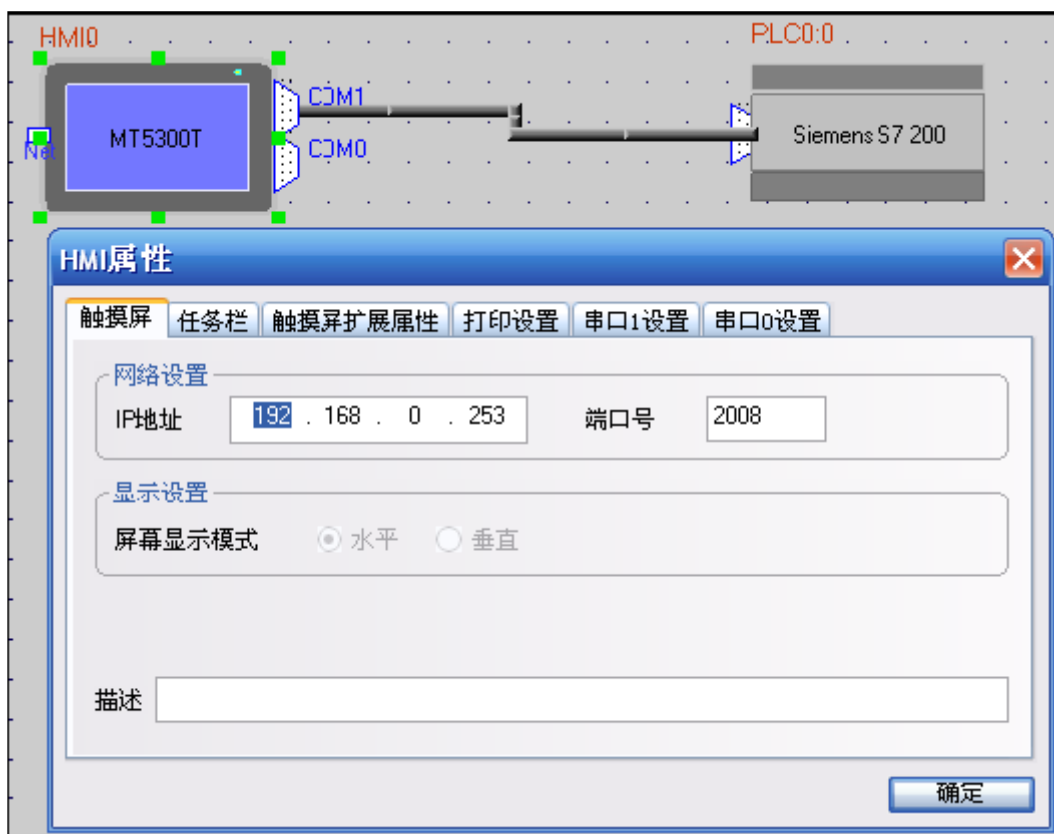 HMI0
PLC0:0
COM1
MT5300T
Siemens S7 200
Net
COM0
HMI属性
触摸屏 任务栏 触摸屏扩展属性 打印设置 串口1设置 串口0设置
网络设置
IP地址 192 . 168 . 0 . 253 端口号 2008
显示设置
屏幕显示模式 水平 垂直
描述
确定